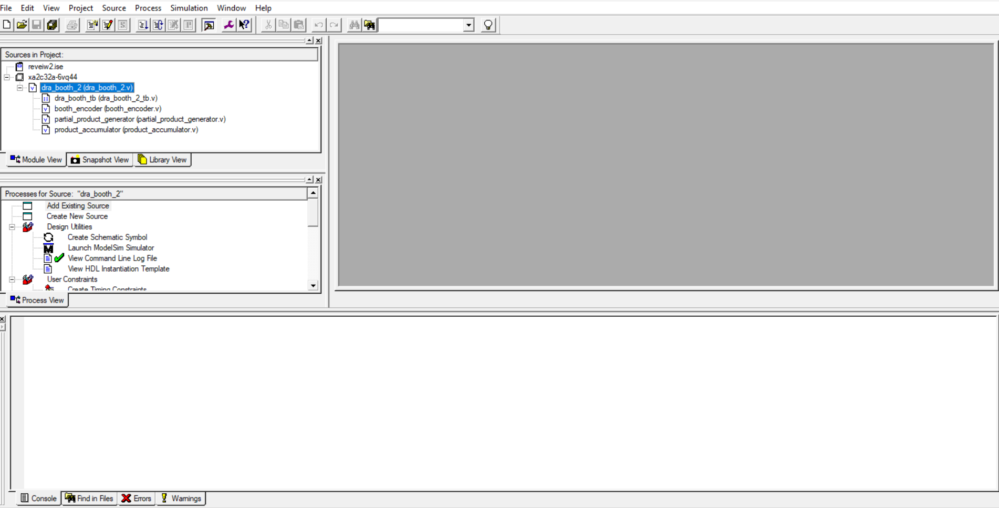 File Edit View Project Source Process Simulation Window Help
Sources in Project:
reveiw2.ise
xa2c32a-6vq44
dra_booth_2 (dra_booth_2.v)
dra_booth_tb (dra_booth_2_tb.v)
booth_encoder (booth_encoder.v)
partial_product_generator (partial_product_generator.v)
product_accumulator (product_accumulator.v)
Module View Snapshot View Library View
Processes for Source: "dra_booth_2"
Add Existing Source
Create New Source
Design Utilities
Create Schematic Symbol
Launch ModelSim Simulator
View Command Line Log File
View HDL Instantiation Template
User Constraints
Create Timing Constraints
Process View
Console Find in Files Errors Warnings